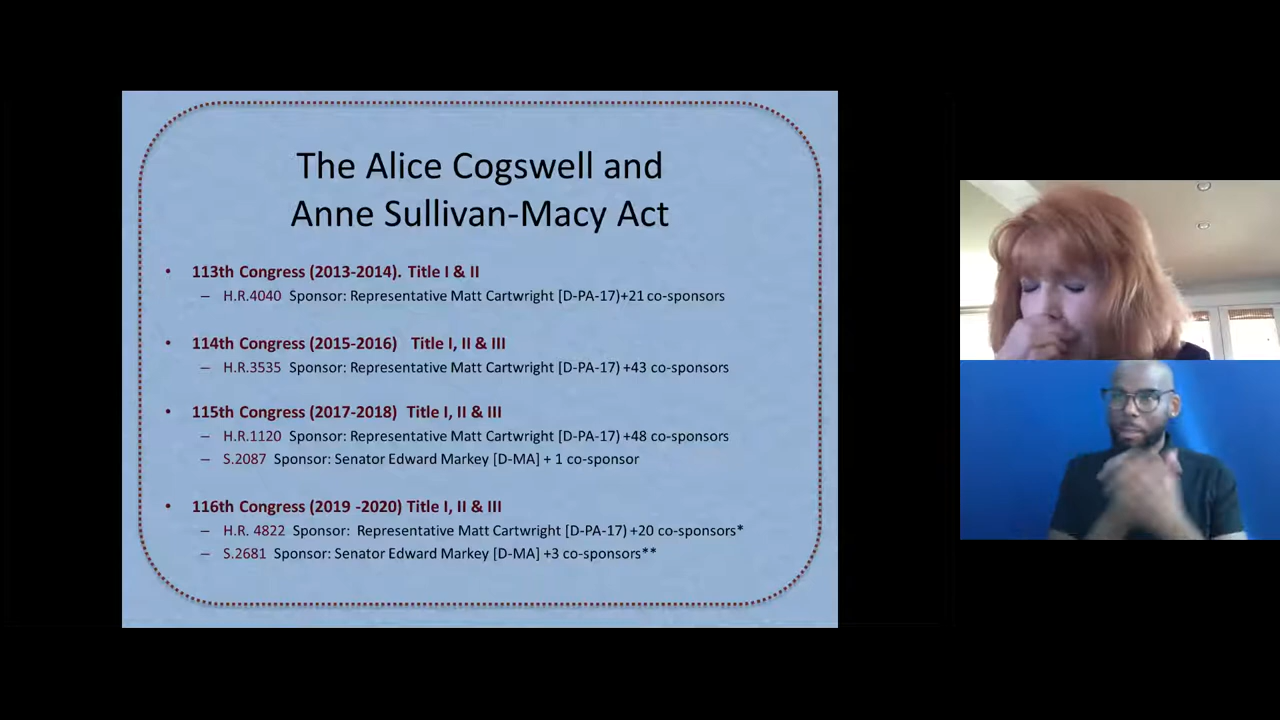 The Alice Cogswell and
Anne Sullivan-Macy Act
• 113th Congress (2013-2014). Title I & II
– H.R.4040 Sponsor: Representative Matt Cartwright [D-PA-17)+21 co-sponsors
• 114th Congress (2015-2016) Title I, II & III
– H.R.3535 Sponsor: Representative Matt Cartwright [D-PA-17) +43 co-sponsors
• 115th Congress (2017-2018) Title I, II & III
– H.R.1120 Sponsor: Representative Matt Cartwright [D-PA-17) +48 co-sponsors
– S.2087 Sponsor: Senator Edward Markey [D-MA] + 1 co-sponsor
• 116th Congress (2019 -2020) Title I, II & III
– H.R. 4822 Sponsor: Representative Matt Cartwright [D-PA-17) +20 co-sponsors*
– S.2681 Sponsor: Senator Edward Markey [D-MA] +3 co-sponsors**